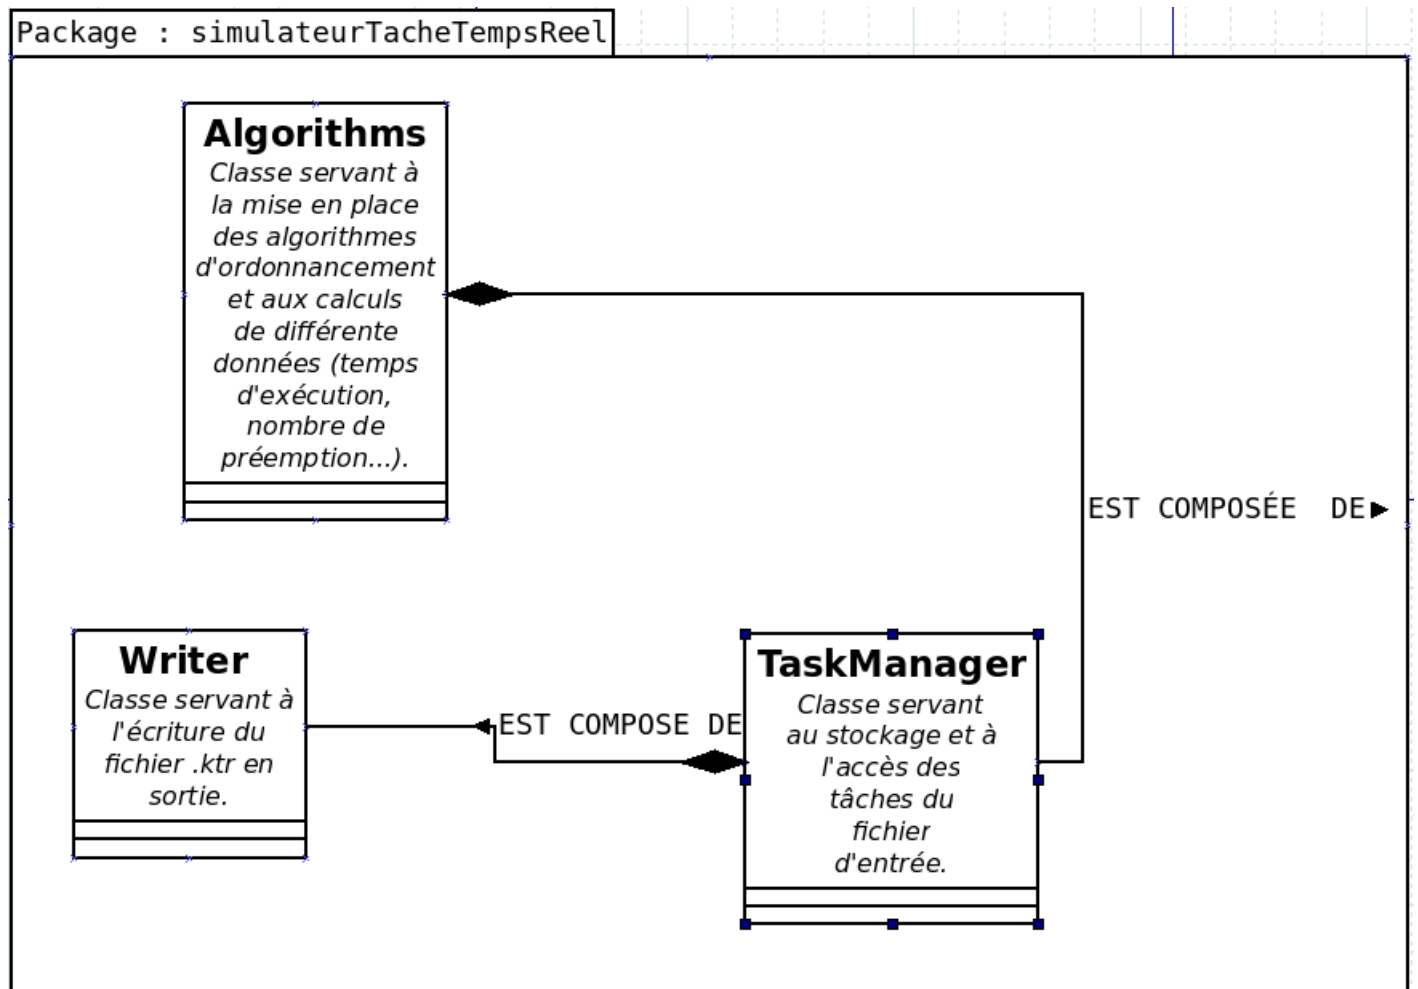 Package : simulateurTacheTempsReel
Algorithms
Classe servant à
la mise en place
des algorithmes
d'ordonnancement
et aux calculs
de différente
données (temps
d'exécution,
nombre de
préemption...).
EST COMPOSÉE  DE
Writer
Classe servant à
l'écriture du
fichier .ktr en
sortie.
EST COMPOSE DE
TaskManager
Classe servant
au stockage et à
l'accès des
tâches du
fichier
d'entrée.